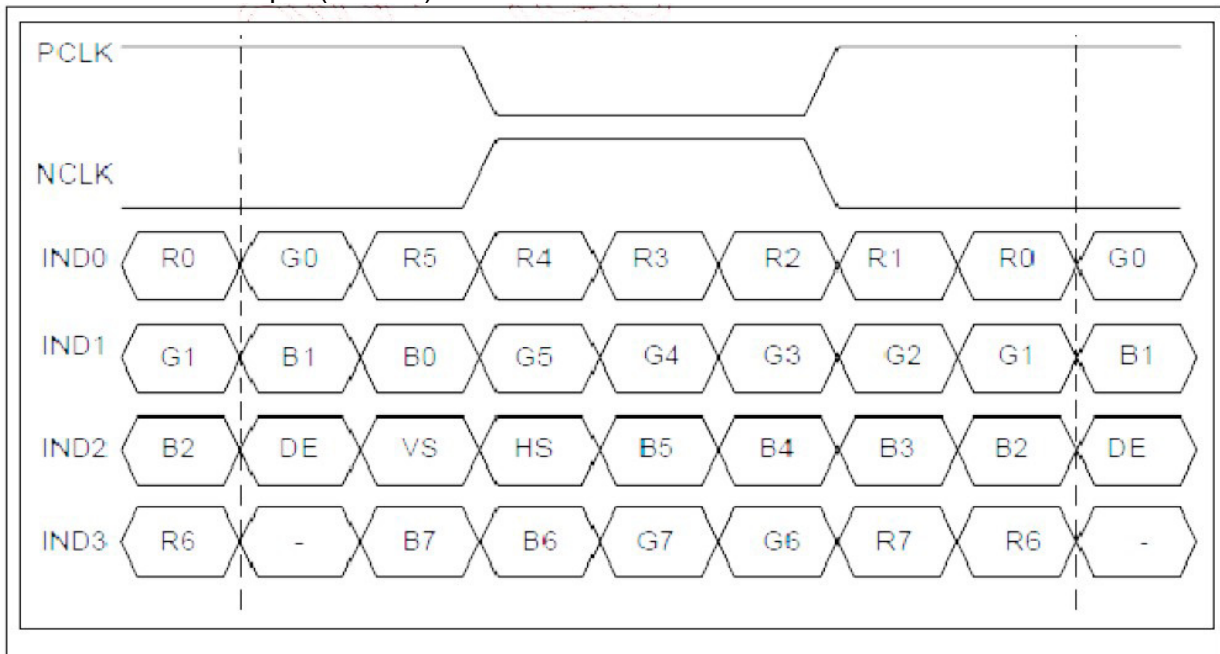 PCLK
NCLK
IND0 R0 G0 R5 R4 R3 R2 R1 R0 G0
IND1 G1 B1 B0 G5 G4 G3 G2 G1 B1
IND2 B2 DE VS HS B5 B4 B3 B2 DE
IND3 R6 - B7 B6 G7 G6 R7 R6 -